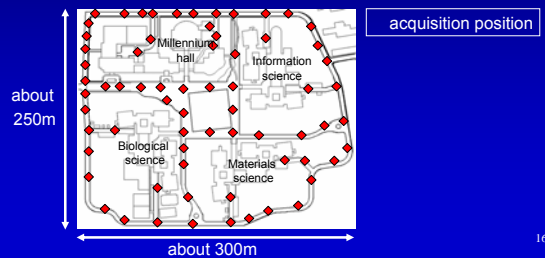 acquisition position
Millennium
hall
Information
science
about
250m
Biological
science
Materials
science
about 300m
16